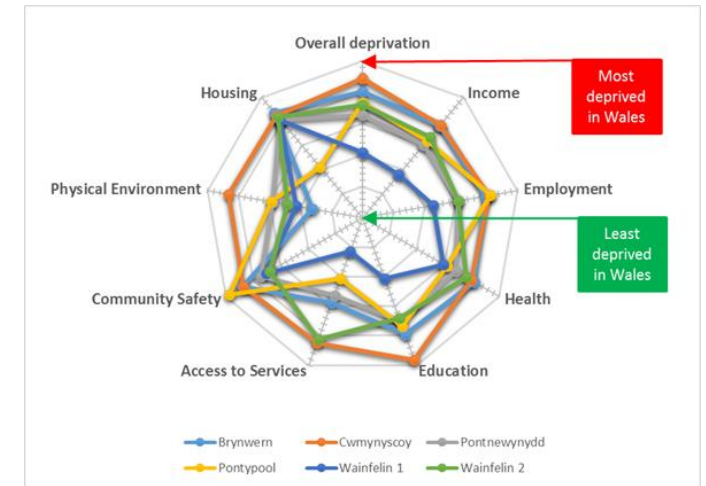 Overall deprivation
Housing
Income
Most
deprived
in Wales
Physical Environment
Employment
Least
deprived
in Wales
Community Safety
Health
Access to Services
Education
Brynwern
Cwmynyscoy
Pontnewynydd
Pontypool
Wainfelin 1
Wainfelin 2